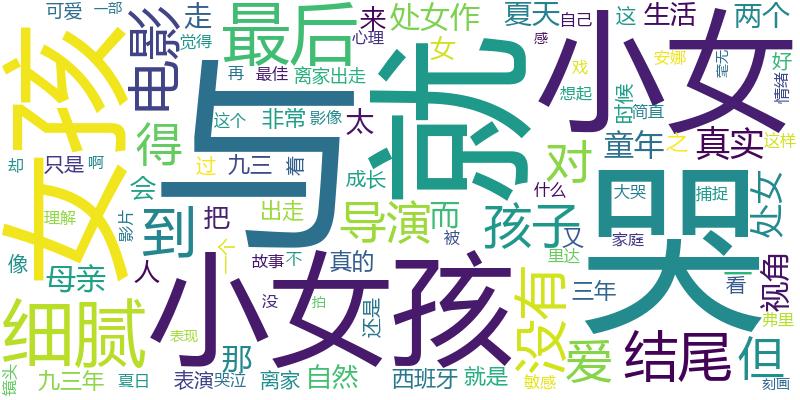 可爱
一部
走
最后
来
处女作
夏天
自己
这
生活
两个
女孩
电影
觉得
与
就
心理
女
感
小女
安娜
好
再
最佳
离家出走
戏
毫无
情绪
想起
时候
简直
却
只是
啊
得
这个
非常
影像
太
对
童年
之
真实
这样
过
九三
着
成长
什么
哭
大哭
捕捉
处女
理解
影片
会
到
把
出走
导演
而
孩子
又
家庭
被
像
母亲
人
小女孩
个
故事
不
真的
里达
一
看
视角
没有
三年
弗里
细腻
那
没
拍
还是
爱
结尾
但
镜头
九三年
夏日
表现
表演
哭泣
离家
自然
西班牙
就是
敏感
刻画